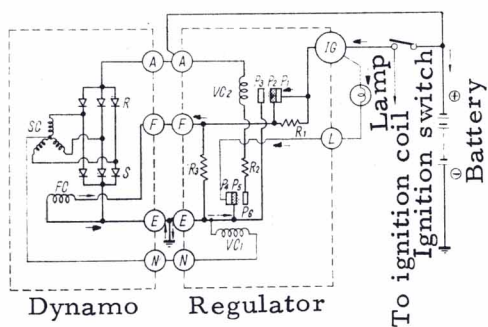 A
A
IG
VC2
P3 P2 P1
R
F
F
R1
SC
L
R3
R2
S
P4 P5
FC
P6
E
E
VC1
N
N
Dynamo
Regulator
Lamp
To ignition coil
Ignition switch
⊕
⊖
Battery